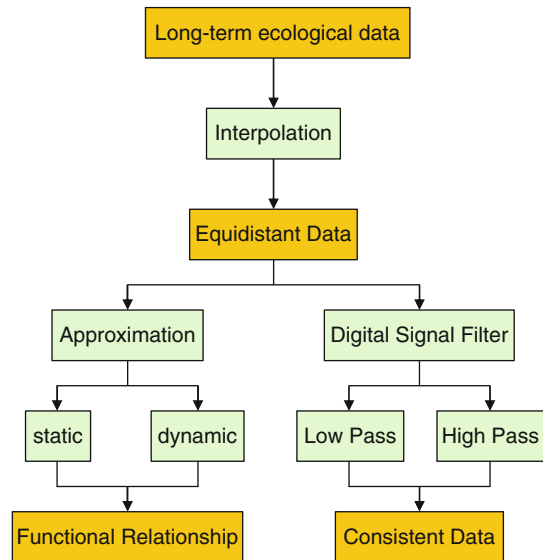 Long-term ecological data
Interpolation
Equidistant Data
Approximation
Digital Signal Filter
static
dynamic
Low Pass
High Pass
Functional Relationship
Consistent Data